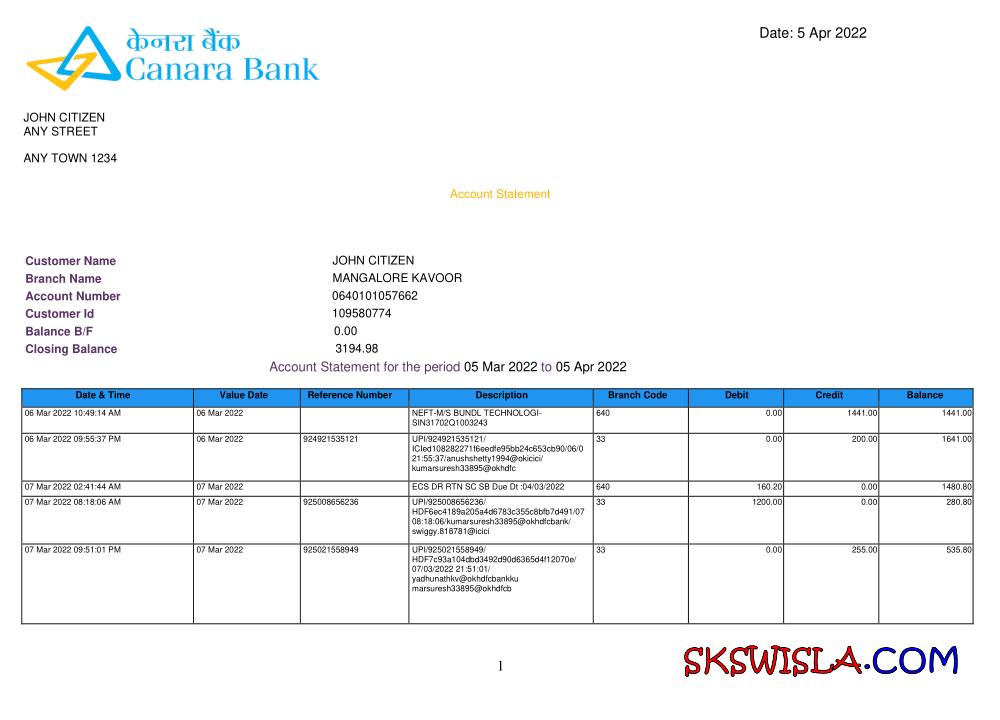 केनरा बैंक
Canara Bank
Date: 5 Apr 2022
JOHN CITIZEN
ANY STREET
ANY TOWN 1234
Account Statement
Customer Name JOHN CITIZEN
Branch Name MANGALORE KAVOOR
Account Number 0640101057662
Customer Id 109580774
Balance B/F 0.00
Closing Balance 3194.98
Account Statement for the period 05 Mar 2022 to 05 Apr 2022
Date & Time Value Date Reference Number Description Branch Code Debit Credit Balance
06 Mar 2022 10:49:14 AM 06 Mar 2022 NEFT-M/S BUNDL TECHNOLOGI- 640 0.00 1441.00 1441.00
SIN31702Q1003243
06 Mar 2022 09:55:37 PM 06 Mar 2022 924921535121 UPI/924921535121/ 33 0.00 200.00 1641.00
ICIed108282271f6eedfe95bb24c653cb90/06/0
21:55:37/anushshetty1994@okicici/
kumarsuresh33895@okhdfc
07 Mar 2022 02:41:44 AM 07 Mar 2022 ECS DR RTN SC SB Due Dt :04/03/2022 640 160.20 0.00 1480.80
07 Mar 2022 08:18:06 AM 07 Mar 2022 925008656236 UPI/925008656236/ 33 1200.00 0.00 280.80
HDF6ec4189a205a4d6783c355c8bfb7d491/07
08:18:06/kumarsuresh33895@okhdfcbank/
swiggy.818781@icici
07 Mar 2022 09:51:01 PM 07 Mar 2022 925021558949 UPI/925021558949/ 33 0.00 255.00 535.80
HDF7c93a104dbd3492d90d6365d4f12070e/
07/03/2022 21:51:01/
yadhunathkv@okhdfcbankku
marsuresh33895@okhdfcb
1
SKSWISLA.COM